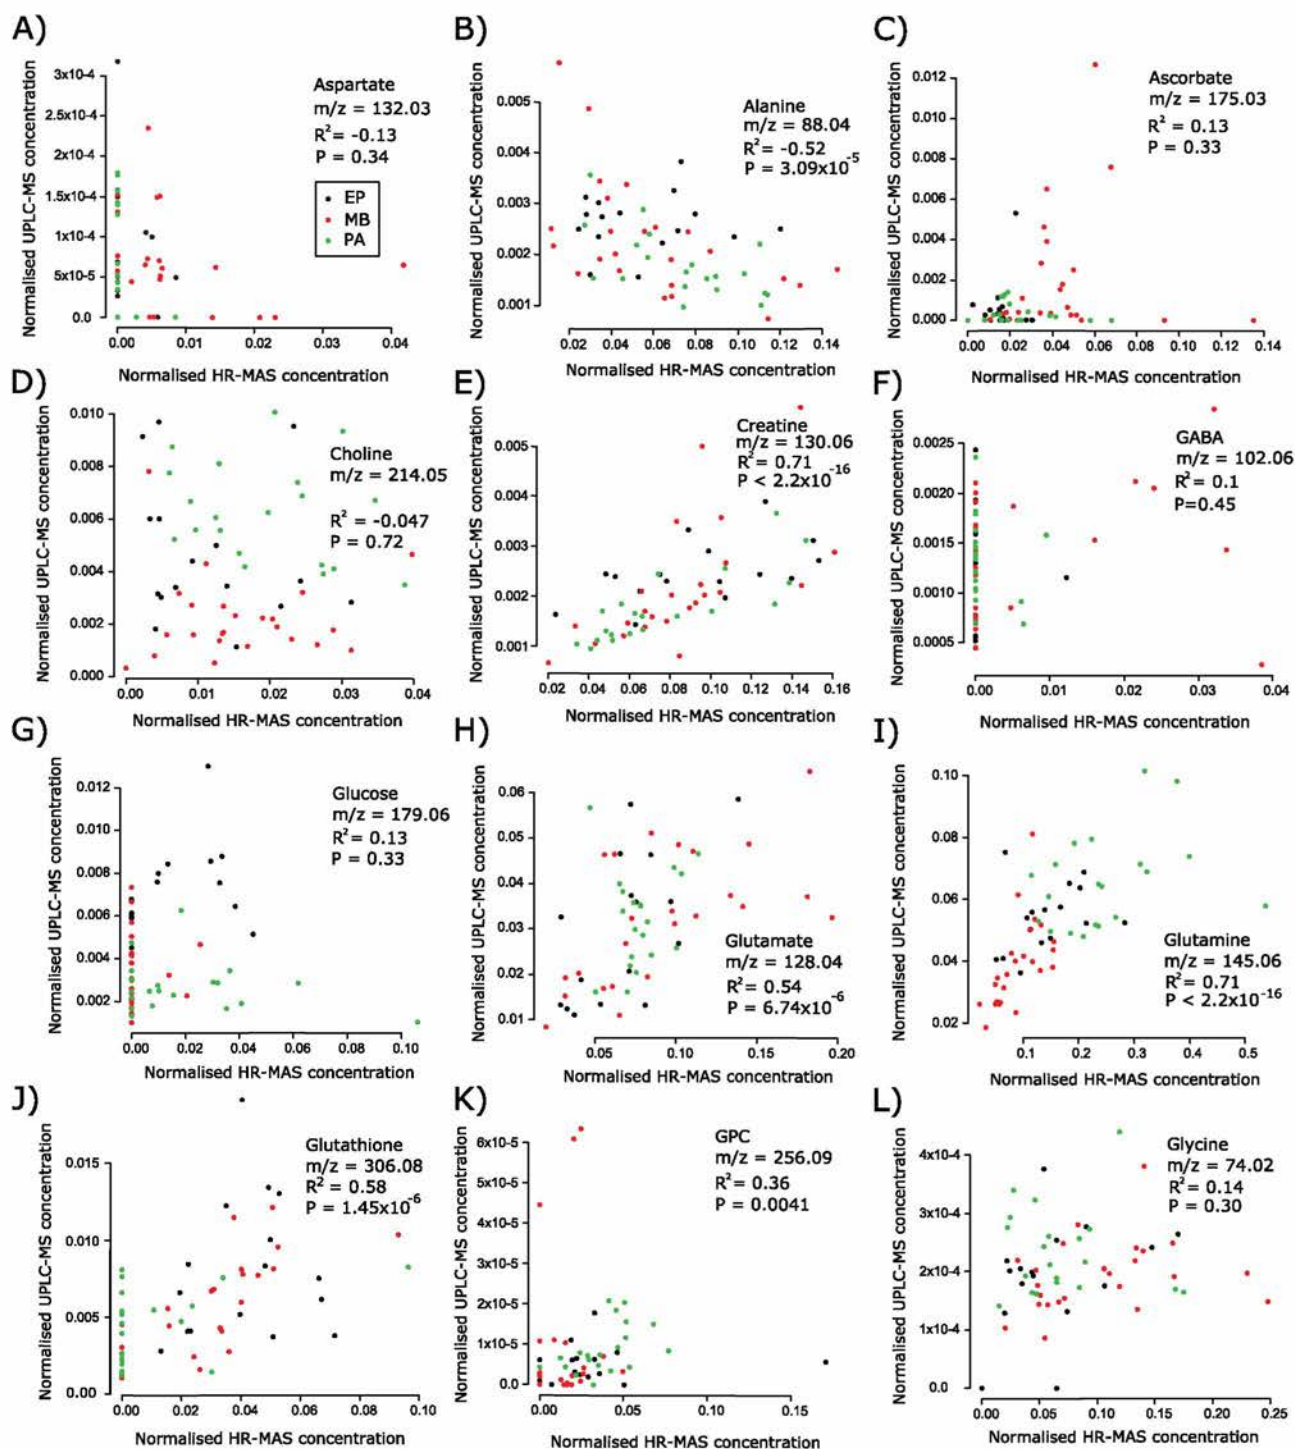 A)
Normalised UPLC-MS concentration
3x10-4
2x10-4
1.5x10-4
1x10-4
5x10-5
0.0
Aspartate
m/z = 132.03
R²= -0.13
P = 0.34
EP
MB
PA
0.00 0.01 0.02 0.03 0.04
Normalised HR-MAS concentration
B)
Normalised UPLC-MS concentration
0.005
0.004
0.003
0.002
0.001
Alanine
m/z = 88.04
R²= -0.52
P = 3.09x10⁻⁵
0.02 0.04 0.06 0.08 0.10 0.12 0.14
Normalised HR-MAS concentration
C)
Normalised UPLC-MS concentration
0.012
0.010
0.008
0.006
0.004
0.002
0.000
Ascorbate
m/z = 175.03
R² = 0.13
P = 0.33
0.00 0.02 0.04 0.06 0.08 0.10 0.12 0.14
Normalised HR-MAS concentration
D)
Normalised UPLC-MS concentration
0.010
0.008
0.006
0.004
0.002
0.000
Choline
m/z = 214.05
R² = -0.047
P = 0.72
0.00 0.01 0.02 0.03 0.04
Normalised HR-MAS concentration
E)
Normalised UPLC-MS concentration
0.005
0.004
0.003
0.002
0.001
Creatine
m/z = 130.06
R²= 0.71
P < 2.2x10⁻¹⁶
0.02 0.04 0.06 0.08 0.10 0.12 0.14 0.16
Normalised HR-MAS concentration
F)
Normalised UPLC-MS concentration
0.0025
0.0020
0.0015
0.0010
0.0005
GABA
m/z = 102.06
R²= 0.1
P=0.45
0.00 0.01 0.02 0.03 0.04
Normalised HR-MAS concentration
G)
Normalised UPLC-MS concentration
0.012
0.010
0.008
0.006
0.004
0.002
Glucose
m/z = 179.06
R²= 0.13
P = 0.33
0.00 0.02 0.04 0.06 0.08 0.10
Normalised HR-MAS concentration
H)
Normalised UPLC-MS concentration
0.06
0.05
0.04
0.03
0.02
0.01
Glutamate
m/z = 128.04
R²= 0.54
P = 6.74x10⁻⁶
0.05 0.10 0.15 0.20
Normalised HR-MAS concentration
I)
Normalised UPLC-MS concentration
0.10
0.08
0.06
0.04
0.02
Glutamine
m/z = 145.06
R²= 0.71
P < 2.2x10⁻¹⁶
0.1 0.2 0.3 0.4 0.5
Normalised HR-MAS concentration
J)
Normalised UPLC-MS concentration
0.015
0.010
0.005
0.00
Glutathione
m/z = 306.08
R² = 0.58
P = 1.45x10⁻⁶
0.00 0.02 0.04 0.06 0.08 0.10
Normalised HR-MAS concentration
K)
Normalised UPLC-MS concentration
6x10-5
5x10-5
4x10-5
2x10-5
1x10-5
0.0
GPC
m/z = 256.09
R²= 0.36
P = 0.0041
0.00 0.05 0.10 0.15
Normalised HR-MAS concentration
L)
Normalised UPLC-MS concentration
4x10-4
3x10-4
2x10-4
1x10-4
0.0
Glycine
m/z = 74.02
R²= 0.14
P = 0.30
0.00 0.05 0.10 0.15 0.20 0.25
Normalised HR-MAS concentration